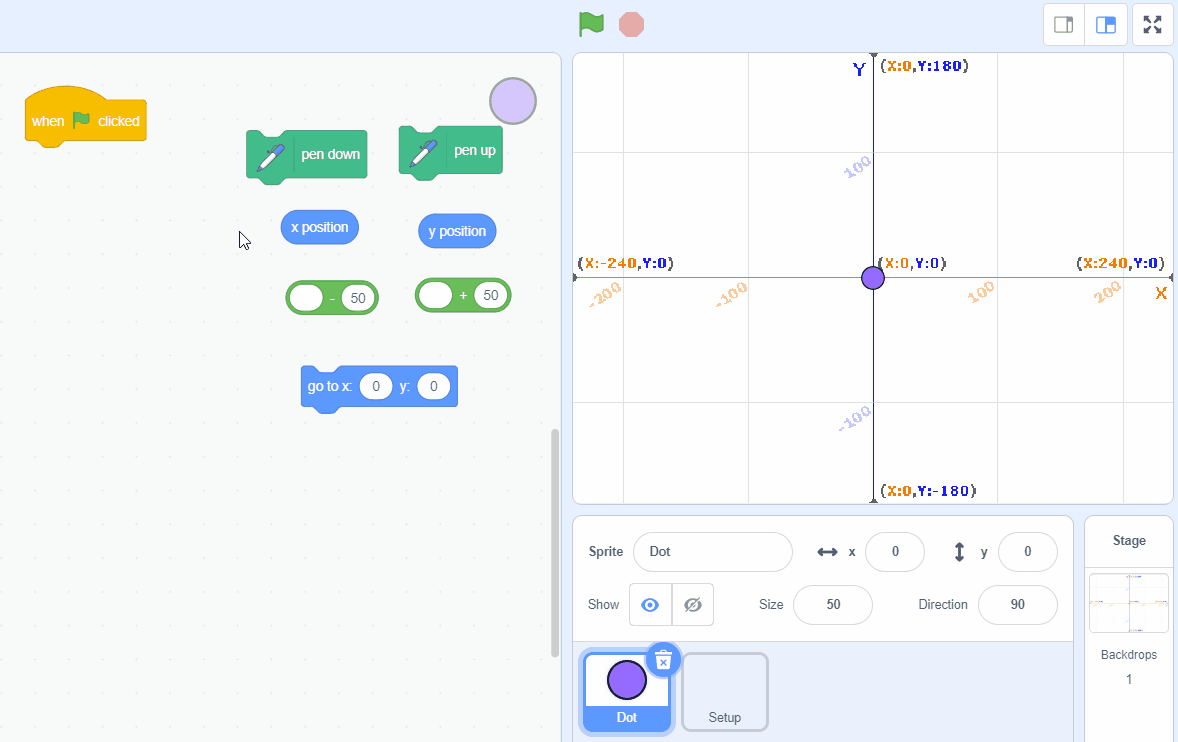 when clicked
pen down
pen up
x position
y position
- 50
+ 50
go to x: 0 y: 0
Y
(X:0,Y:180)
100
(X:-240,Y:0)
(X:0,Y:0)
(X:240,Y:0)
-200
-100
100
200
X
-100
(X:0,Y:-180)
Sprite Dot x 0 y 0
Show Size 50 Direction 90
Dot
Setup
Stage
Backdrops
1